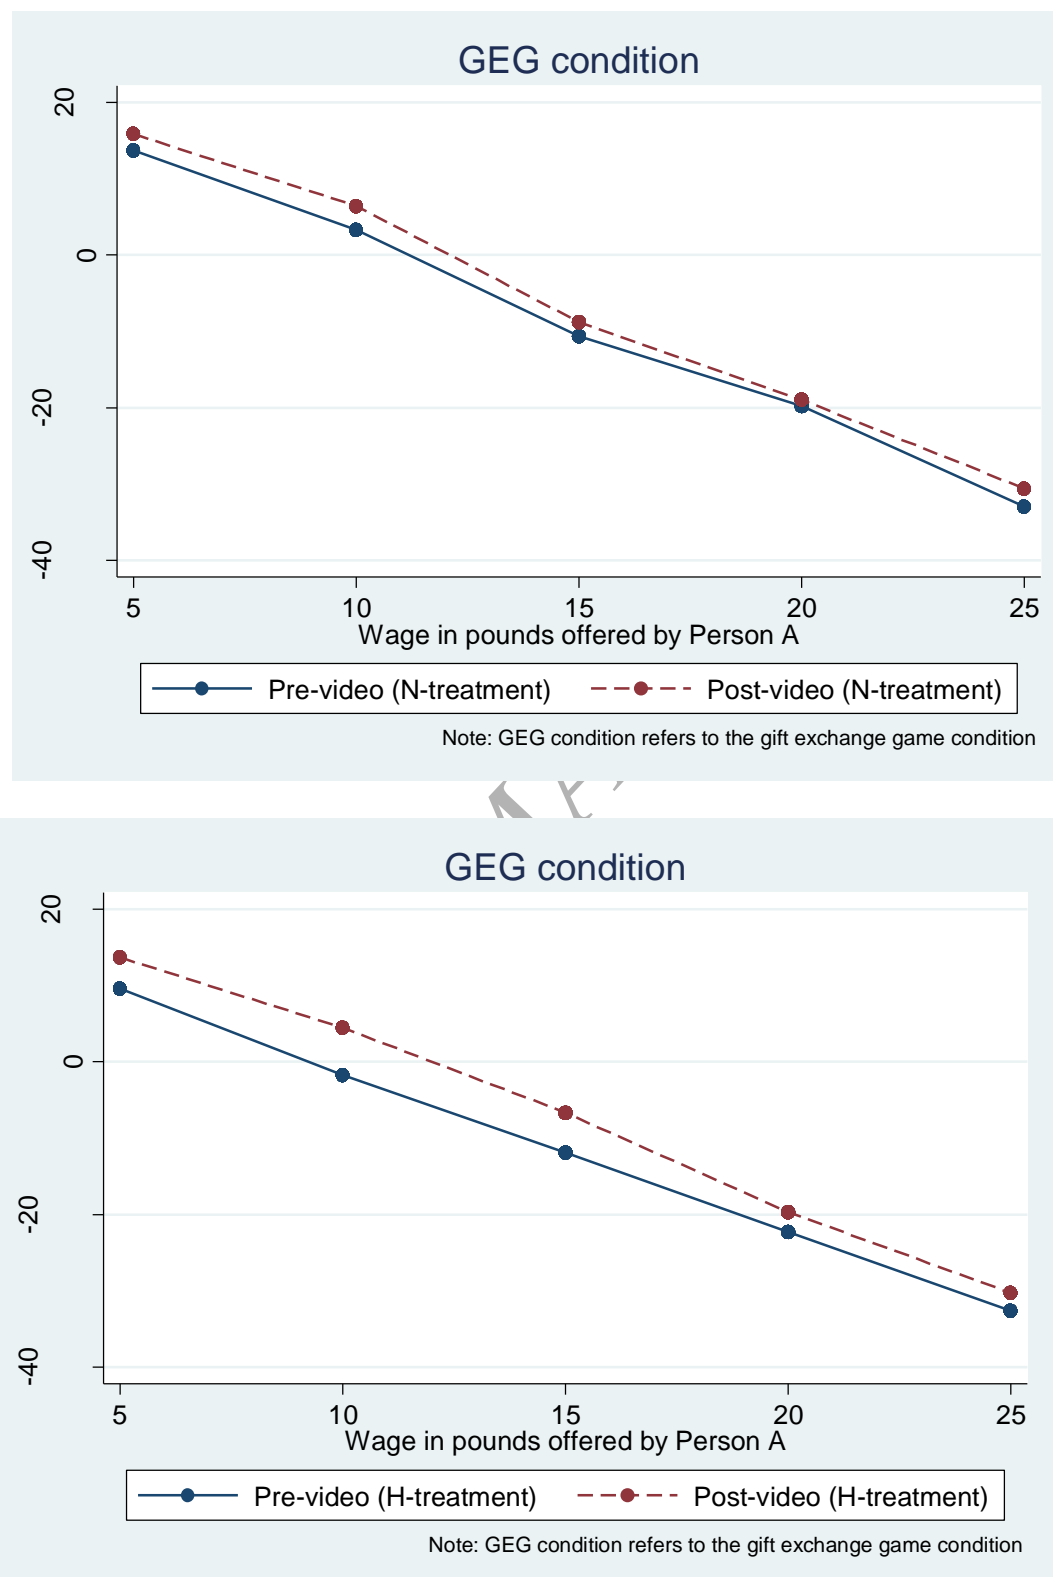 GEG condition
20
0
-20
-40
5 10 15 20 25
Wage in pounds offered by Person A
Pre-video (N-treatment) Post-video (N-treatment)
Note: GEG condition refers to the gift exchange game condition
GEG condition
20
0
-20
-40
5 10 15 20 25
Wage in pounds offered by Person A
Pre-video (H-treatment) Post-video (H-treatment)
Note: GEG condition refers to the gift exchange game condition